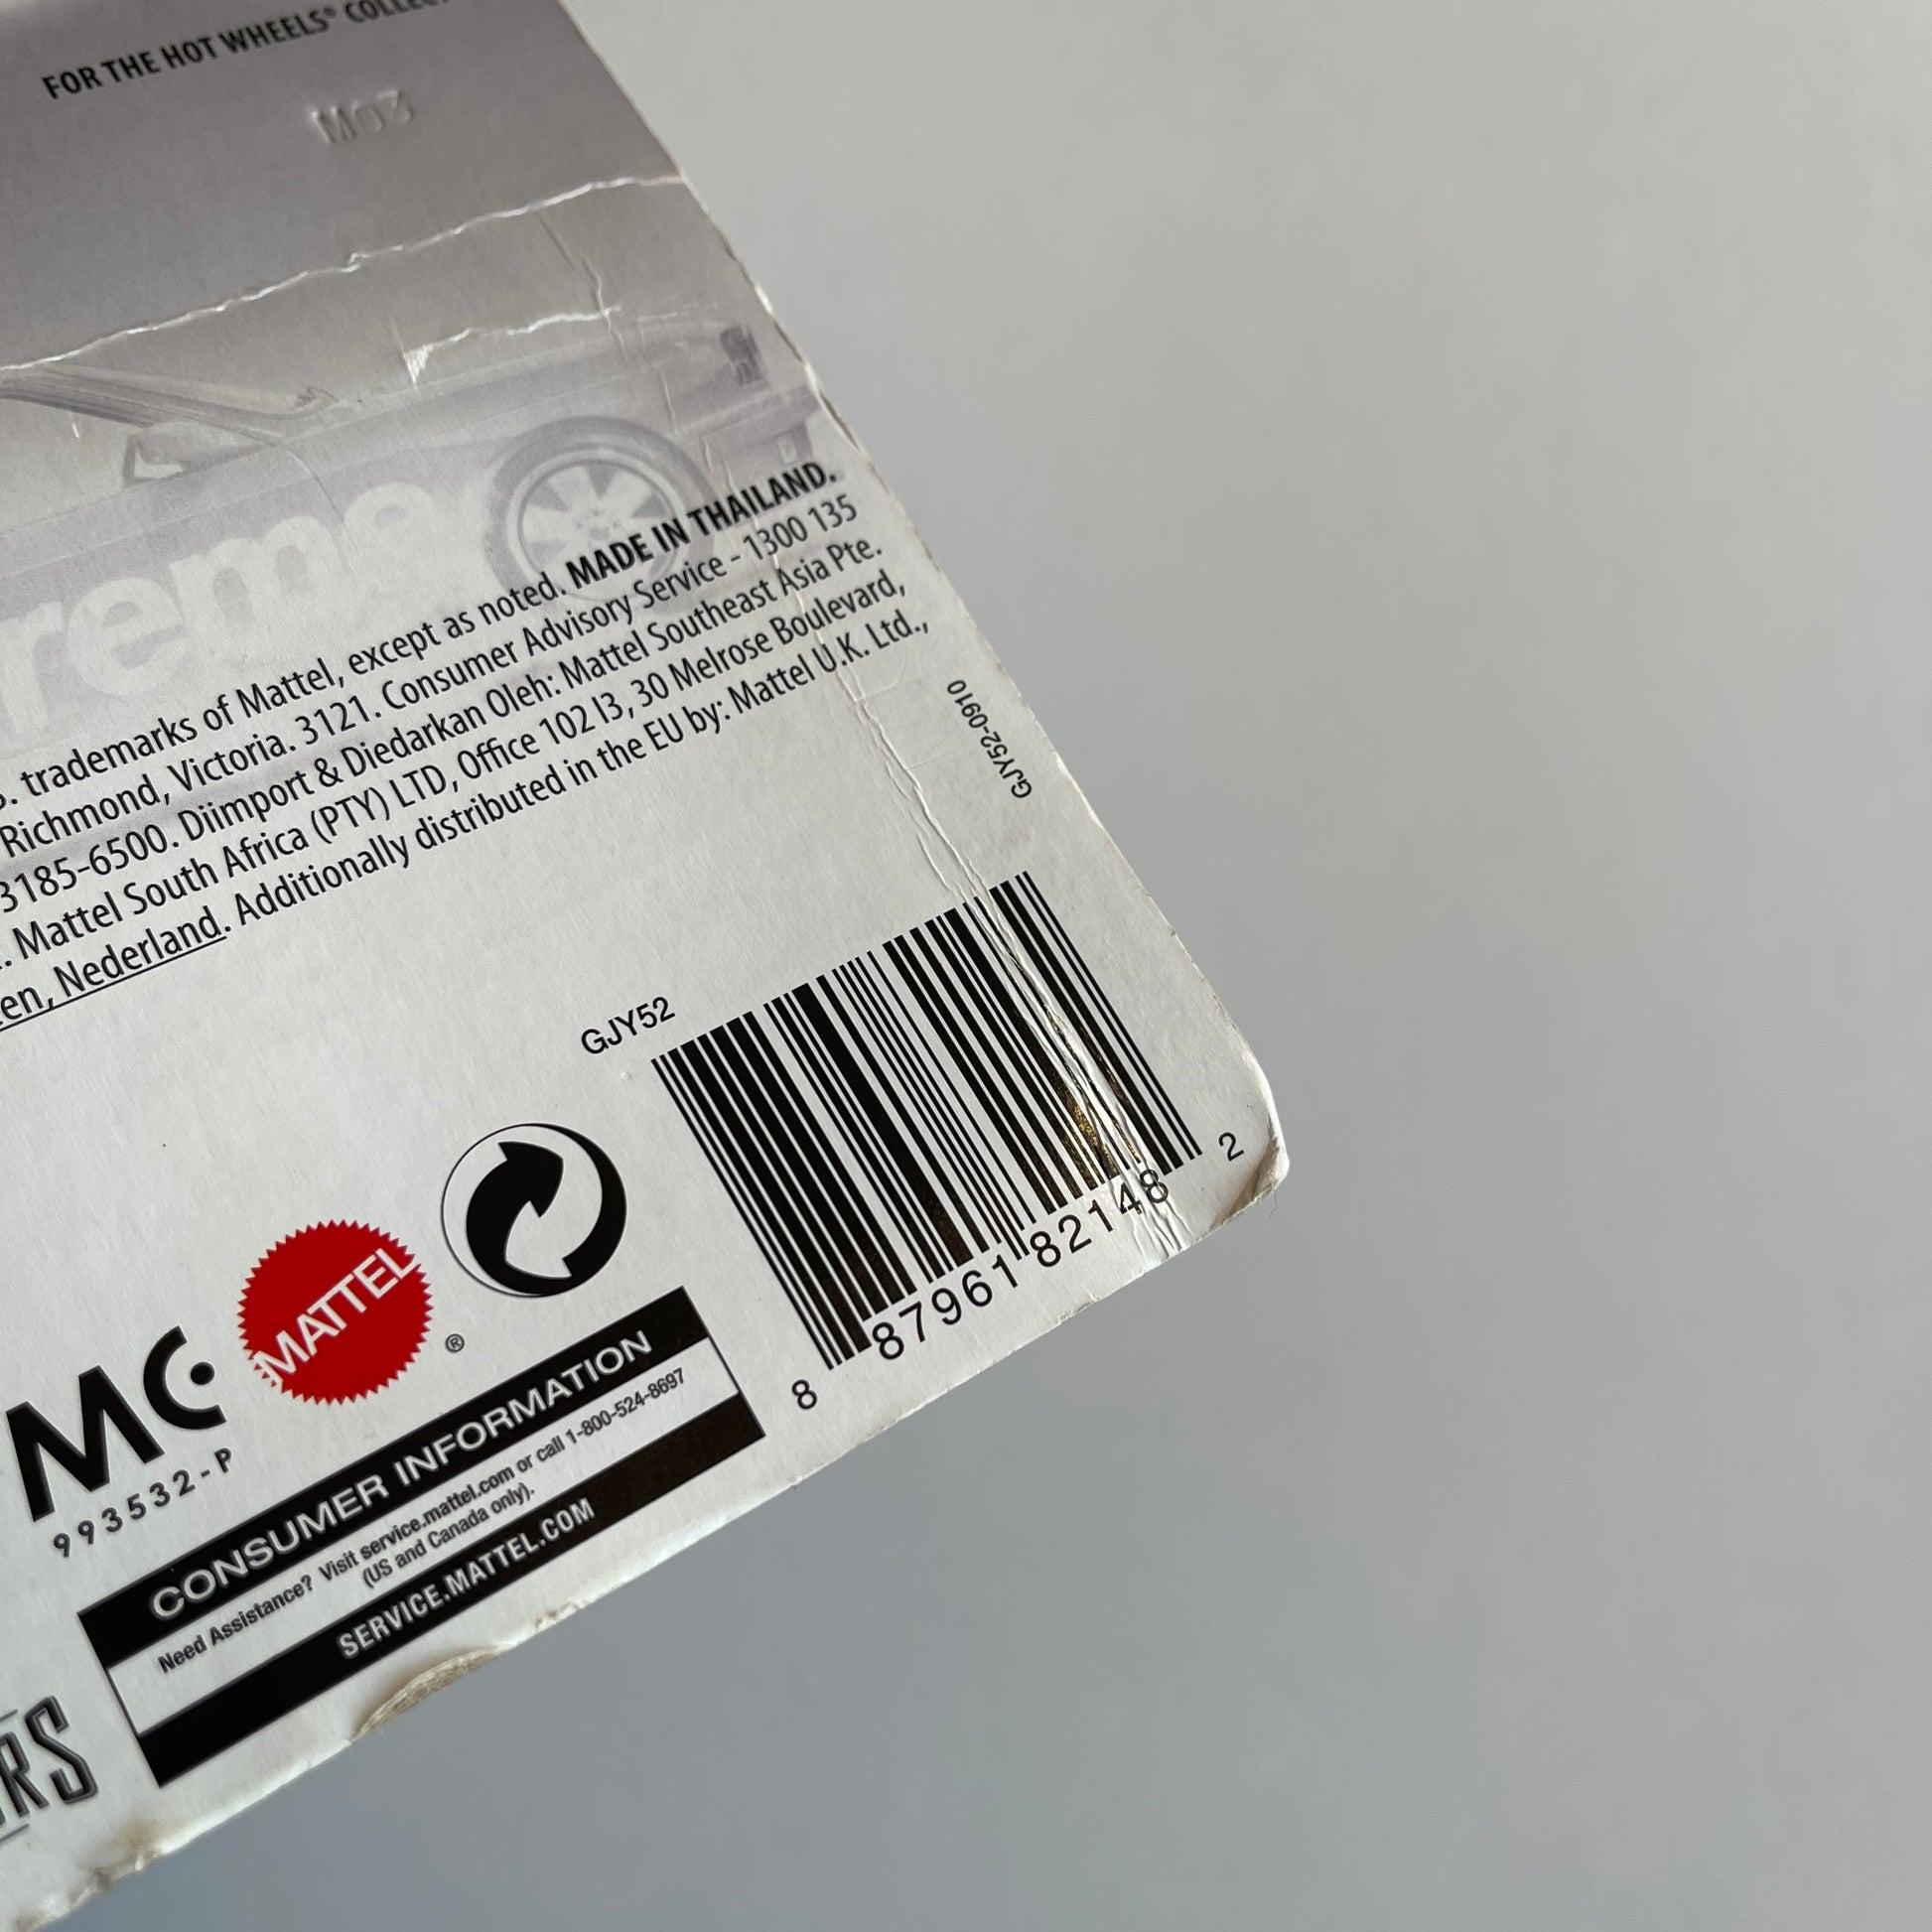 FOR THE HOT WHEELS®
M03
remer
. trademarks of Mattel, except as noted. MADE IN THAILAND.
Richmond, Victoria. 3121. Consumer Advisory Service - 1300 135
3185-6500. Diimport & Diedarkan Oleh: Mattel Southeast Asia Pte.
. Mattel South Africa (PTY) LTD, Office 102 I3, 30 Melrose Boulevard,
en, Nederland. Additionally distributed in the EU by: Mattel U.K. Ltd.,
GJY52-0910
GJY52
8 87961 82148 2
MATTEL
®
MC
993532-P
CONSUMER INFORMATION
Need Assistance? Visit service.mattel.com or call 1-800-524-8697
(US and Canada only).
SERVICE.MATTEL.COM
RS